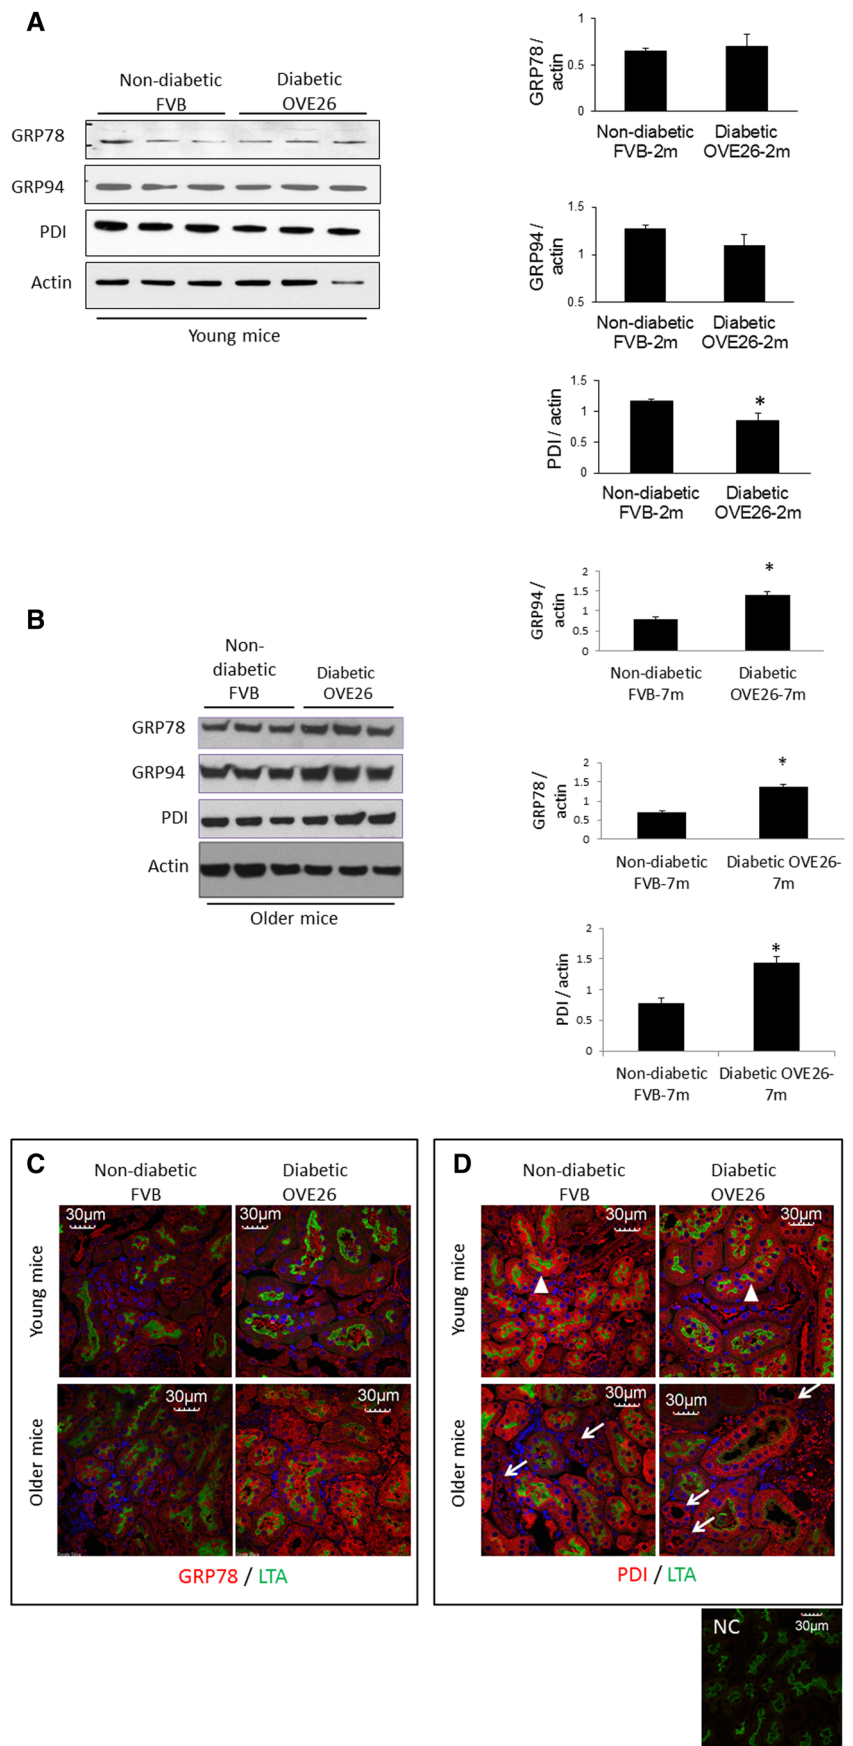 A
Non-diabetic
FVB
Diabetic
OVE26
GRP78
GRP94
PDI
Actin
Young mice
GRP78 /
actin
1
0.5
0
Non-diabetic
FVB-2m
Diabetic
OVE26-2m
GRP94 /
actin
1.5
1
0.5
Non-diabetic
FVB-2m
Diabetic
OVE26-2m
PDI / actin
1.5
1
0.5
0
*
Non-diabetic
FVB-2m
Diabetic
OVE26-2m
B
Non-
diabetic
FVB
Diabetic
OVE26
GRP78
GRP94
PDI
Actin
Older mice
GRP94 /
actin
2
1.5
1
0.5
0
*
Non-diabetic
FVB-7m
Diabetic
OVE26-7m
GRP78 /
actin
2
1.5
1
0.5
0
*
Non-diabetic
FVB-7m
Diabetic OVE26-
7m
PDI / actin
2
1.5
1
0.5
0
*
Non-diabetic
FVB-7m
Diabetic OVE26-
7m
C
Non-diabetic
FVB
Diabetic
OVE26
Young mice
30µm
30µm
Older mice
30µm
30µm
GRP78 / LTA
D
Non-diabetic
FVB
Diabetic
OVE26
Young mice
30µm
30µm
Older mice
30µm
30µm
PDI / LTA
NC
30µm